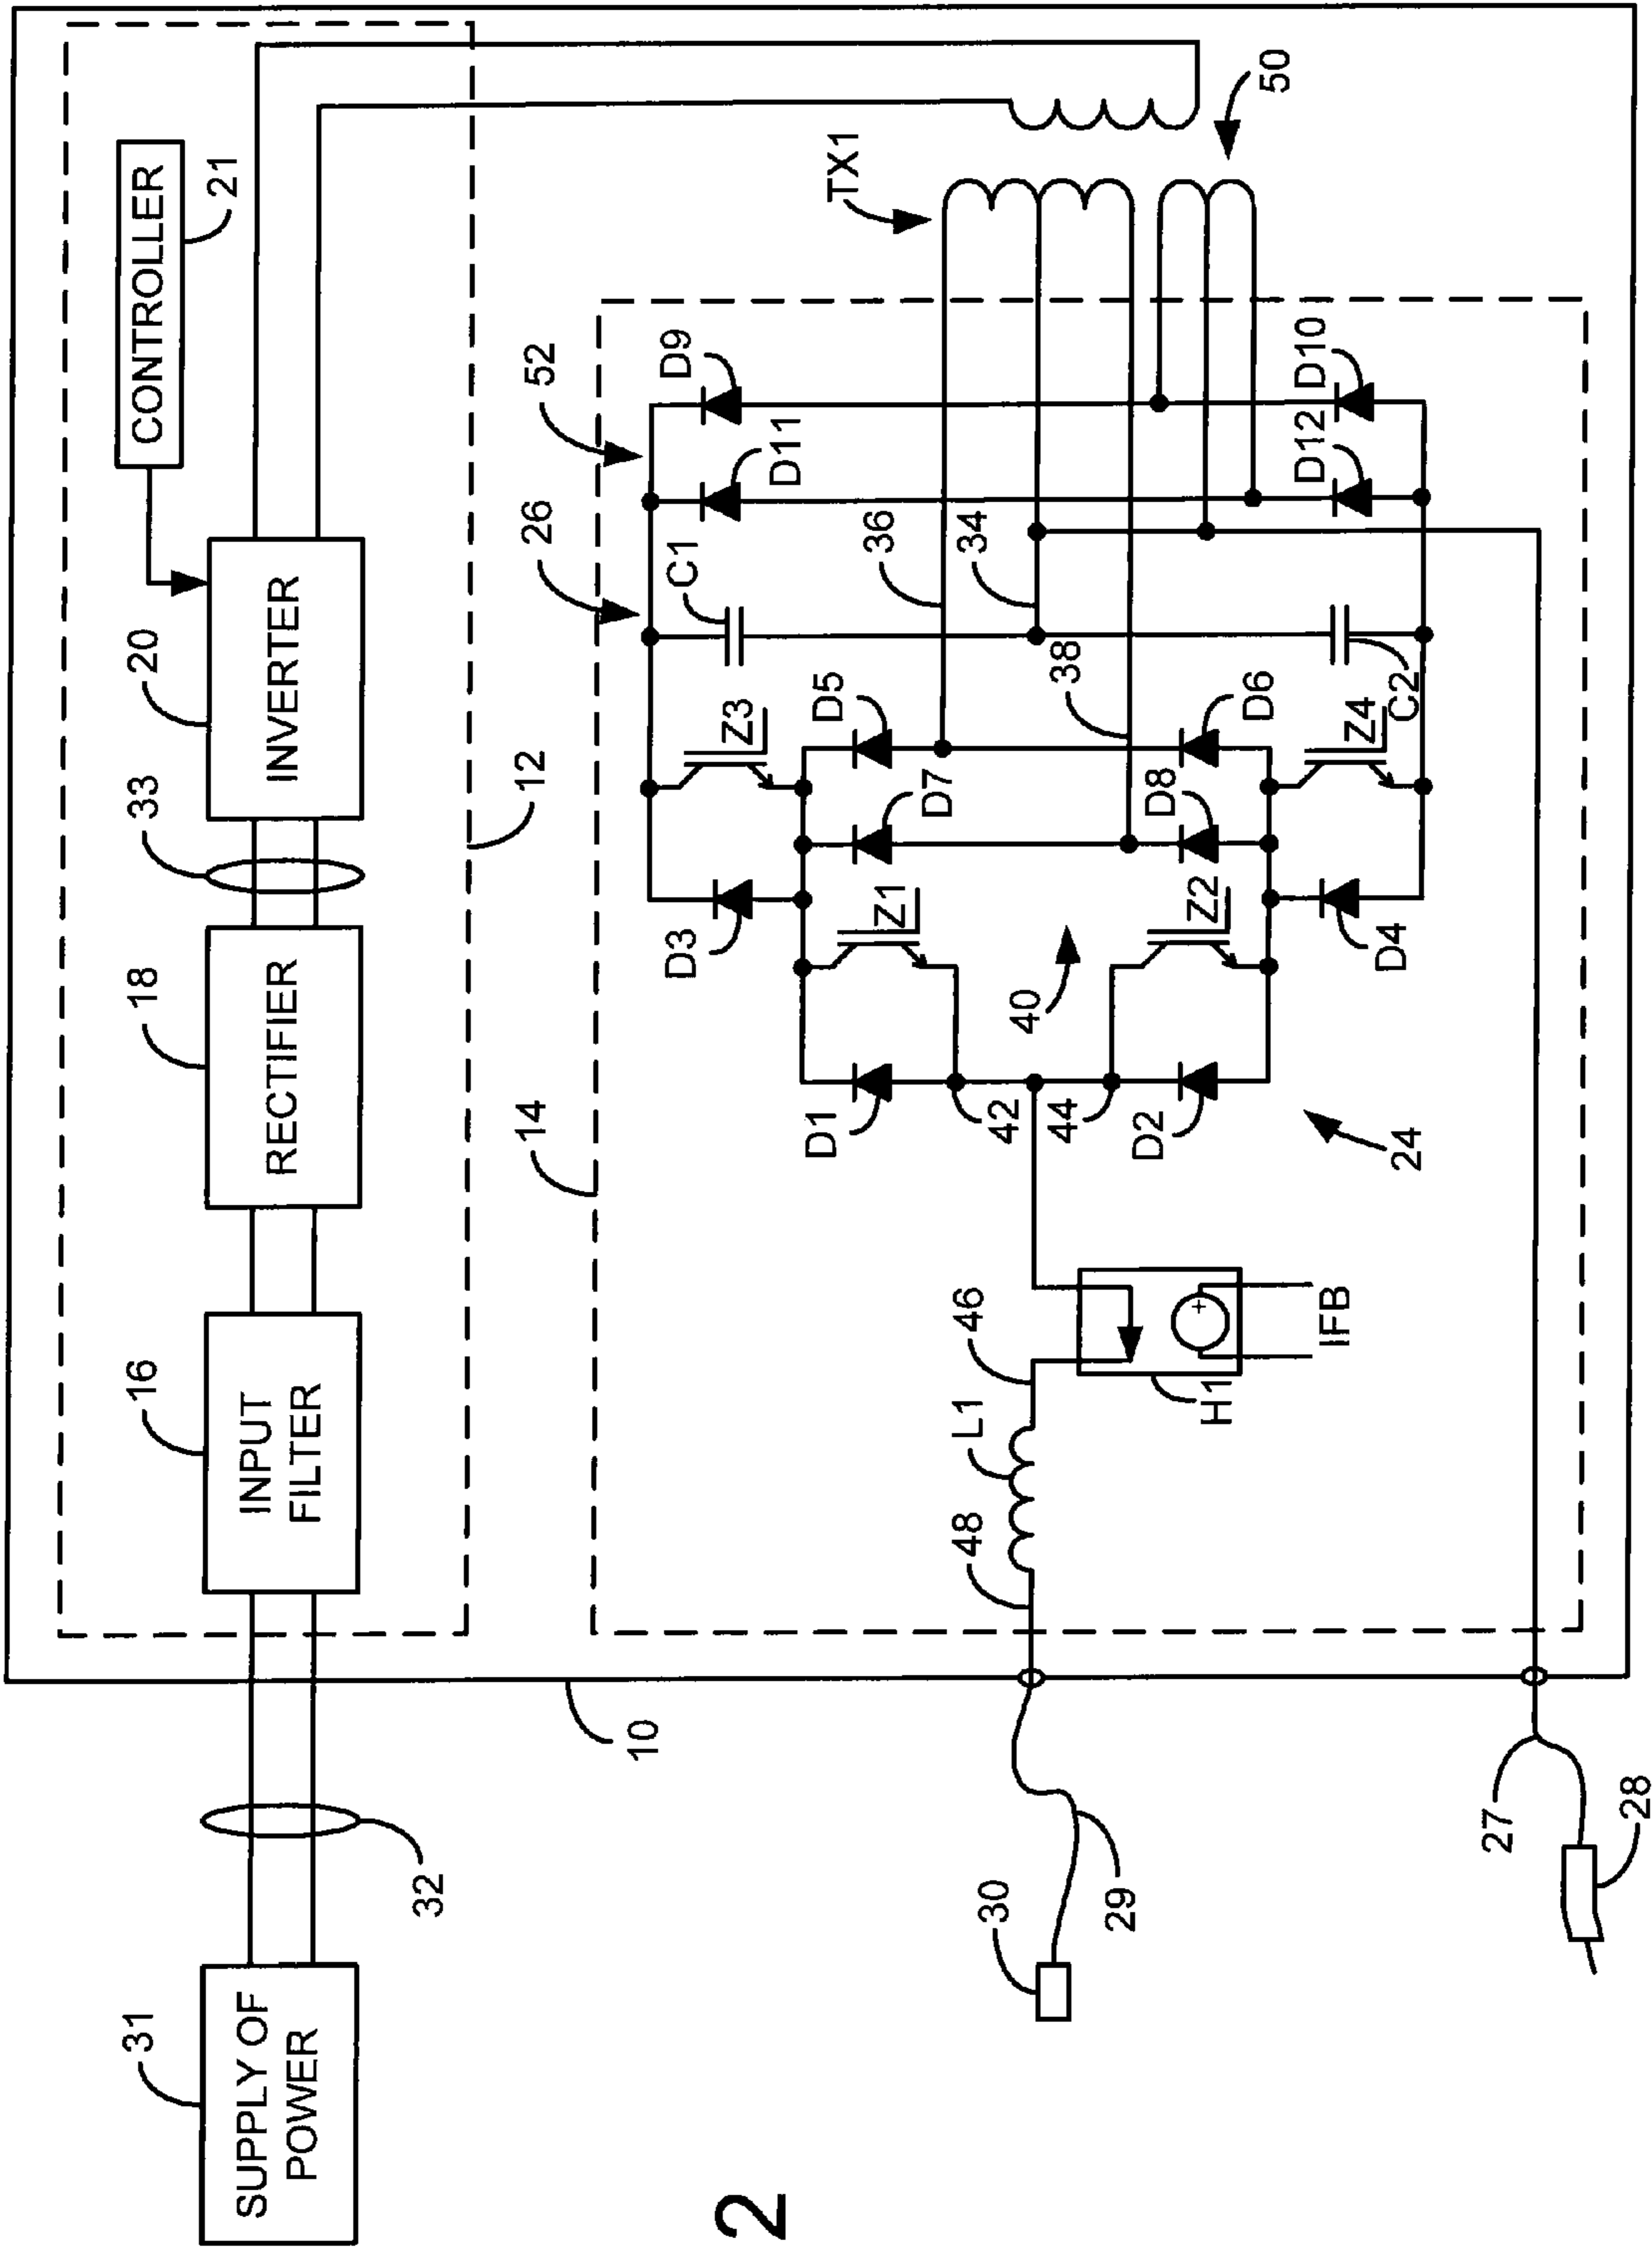 31
SUPPLY OF
POWER
32
16
INPUT
FILTER
18
RECTIFIER
33
20
INVERTER
CONTROLLER
21
12
10
14
26
52
D9
D11
C1
Z3
D3
D5
D7
Z1
D1
36
34
38
TX1
50
40
42
44
D2
Z2
D8
D6
D4
Z4
C2
D12
D10
24
46
L1
48
H1
IFB
30
29
27
28
2